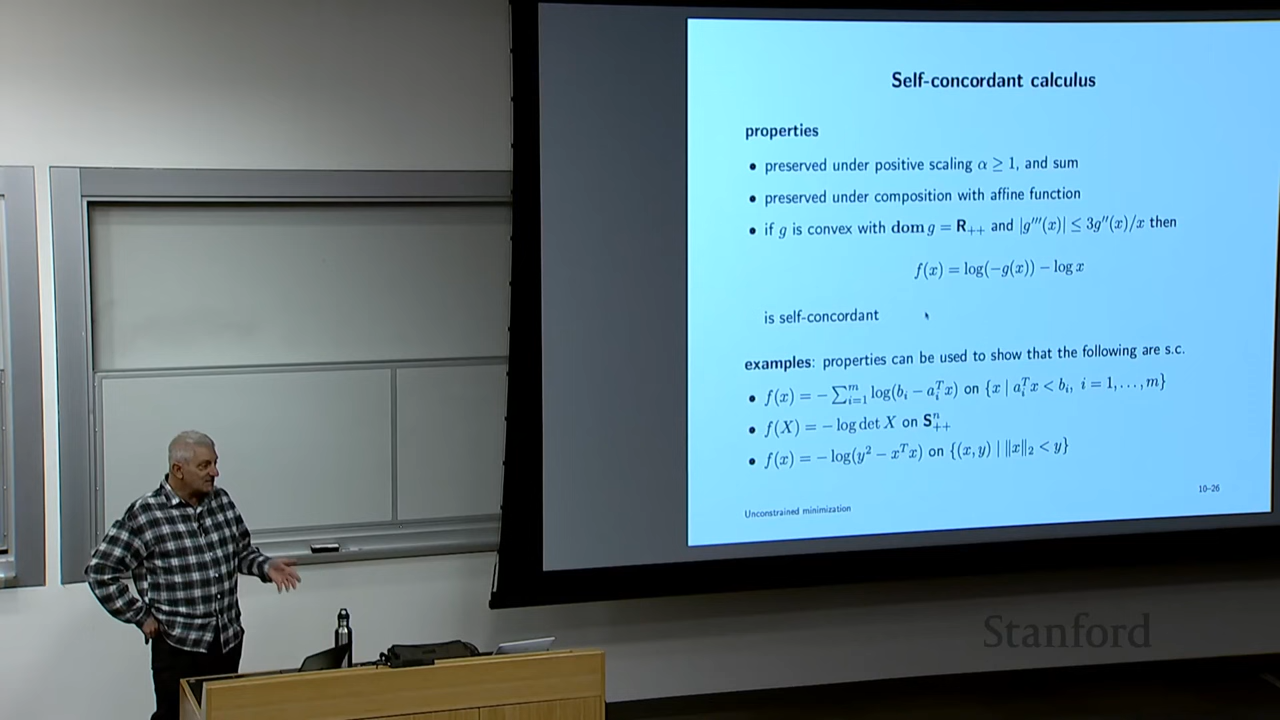 Self-concordant calculus
properties
• preserved under positive scaling α ≥ 1, and sum
• preserved under composition with affine function
• if g is convex with dom g = R₊₊ and |g′′′(x)| ≤ 3g′′(x)/x then
f(x) = log(−g(x)) − log x
is self-concordant
examples: properties can be used to show that the following are s.c.
• f(x) = −∑ᵢ₌₁ᵐ log(bᵢ − aᵢᵀx) on {x | aᵢᵀx < bᵢ, i = 1, . . . , m}
• f(X) = −log det X on Sⁿ₊₊
• f(x) = −log(y² − xᵀx) on {(x, y) | ‖x‖₂ < y}
Unconstrained minimization
10–26
Stanford